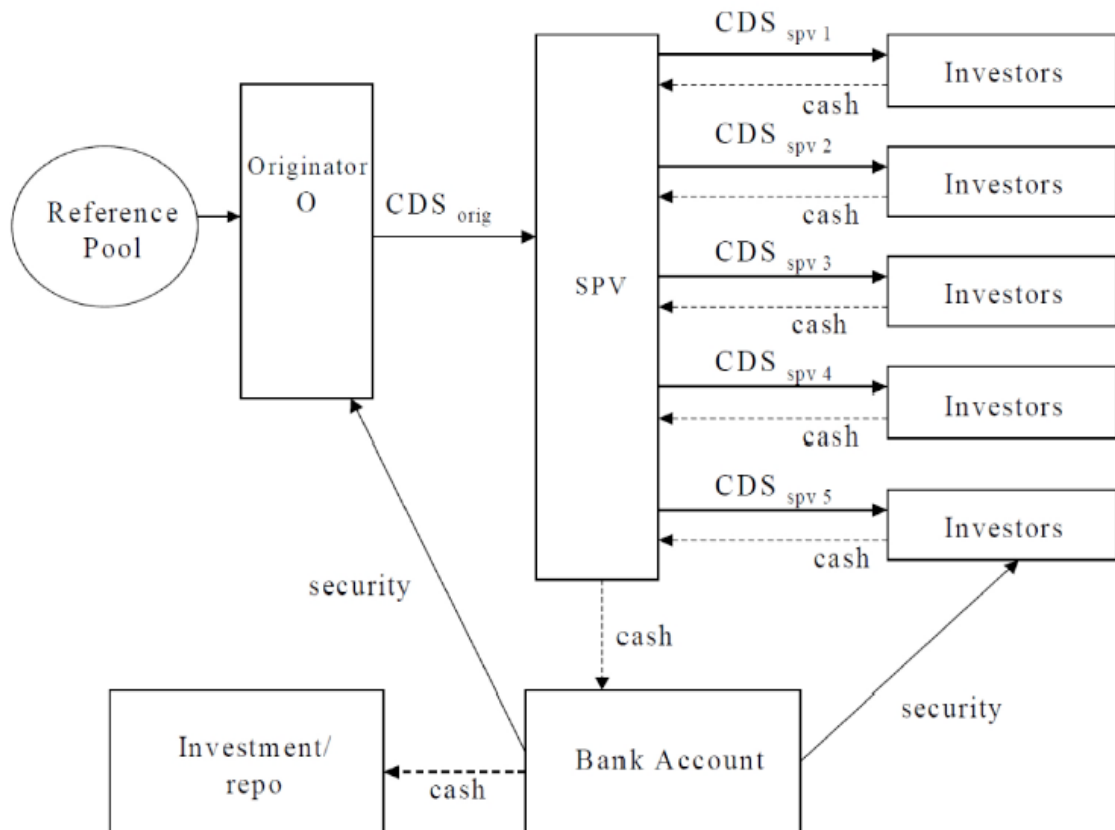 CDS spv 1
Investors
cash
Originator
O
CDS spv 2
Investors
cash
Reference
Pool
CDS orig
CDS spv 3
SPV
Investors
cash
CDS spv 4
Investors
cash
CDS spv 5
Investors
cash
security
cash
security
Investment/
repo
cash
Bank Account